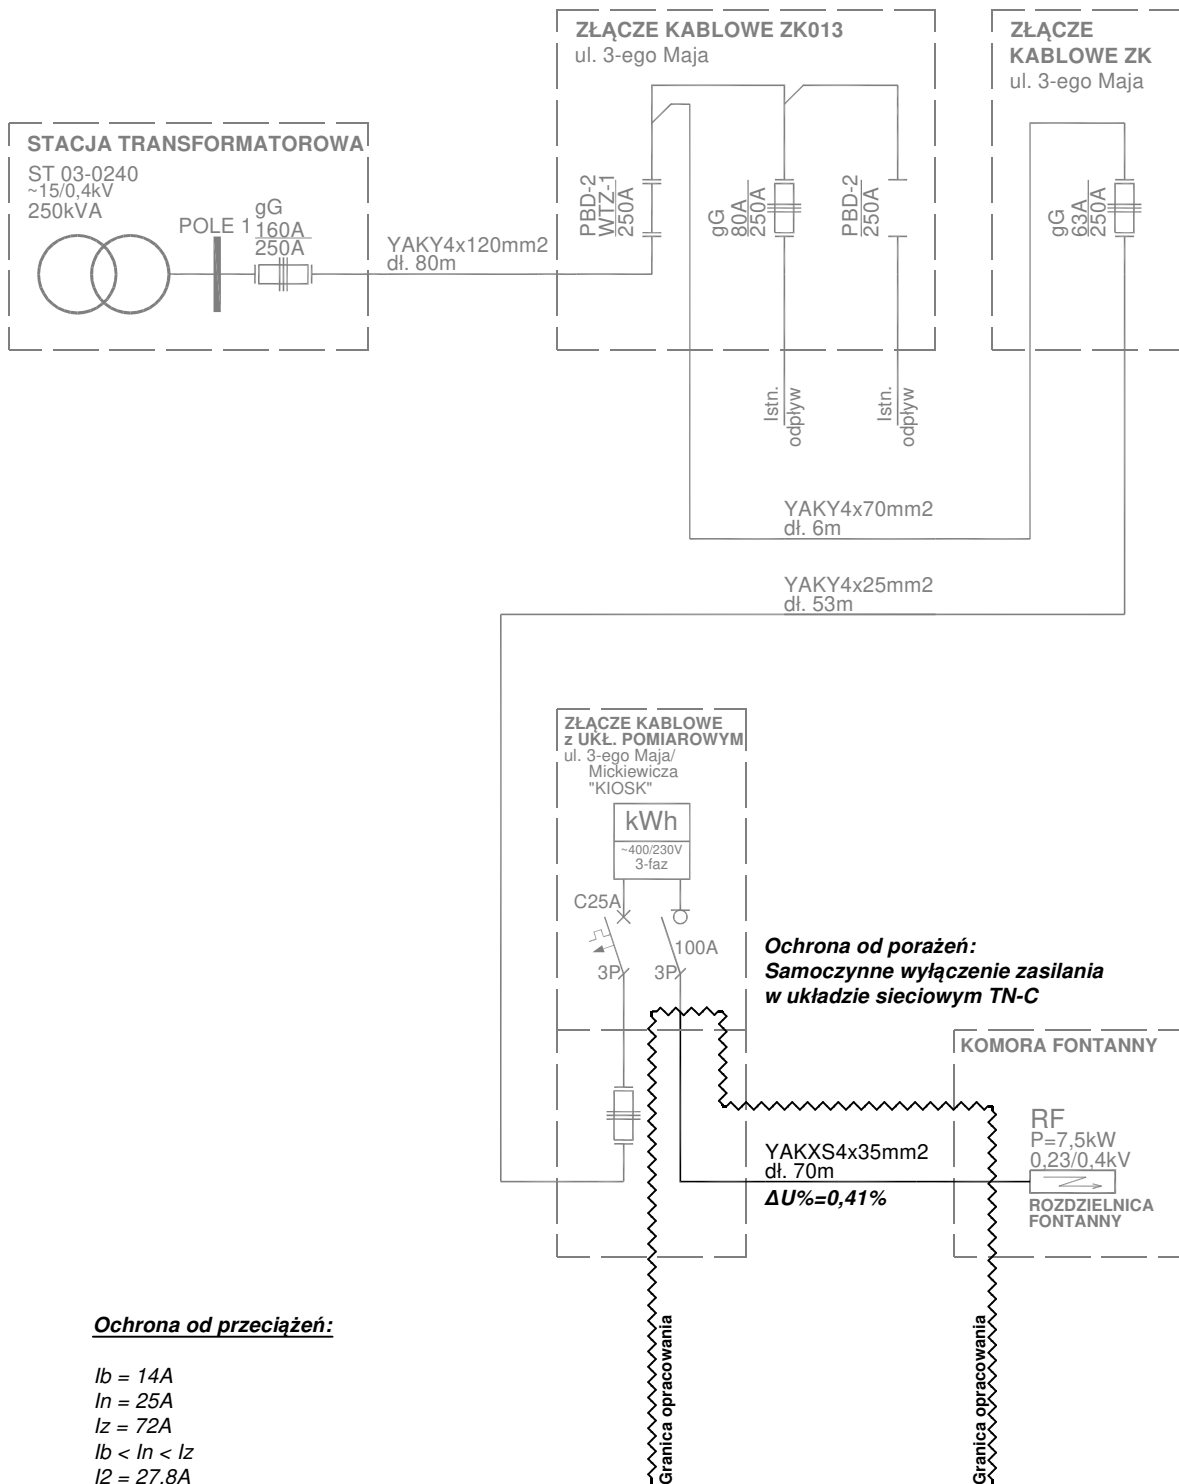 ZŁĄCZE KABLOWE ZK013
ul. 3-ego Maja
ZŁĄCZE
KABLOWE ZK
ul. 3-ego Maja
STACJA TRANSFORMATOROWA
ST 03-0240
~15/0,4kV
250kVA
POLE 1
gG
160A
250A
YAKY4x120mm2
dł. 80m
PBD-2
WTZ-1
250A
gG
80A
250A
PBD-2
250A
gG
63A
250A
Istn.
odpływ
Istn.
odpływ
YAKY4x70mm2
dł. 6m
YAKY4x25mm2
dł. 53m
ZŁĄCZE KABLOWE
z UKŁ. POMIAROWYM
ul. 3-ego Maja/
Mickiewicza
"KIOSK"
kWh
~400/230V
3-faz
C25A
3P
100A
3P
Ochrona od porażeń:
Samoczynne wyłączenie zasilania
w układzie sieciowym TN-C
KOMORA FONTANNY
RF
P=7,5kW
0,23/0,4kV
ROZDZIELNICA
FONTANNY
YAKXS4x35mm2
dł. 70m
ΔU%=0,41%
Granica opracowania
Granica opracowania
Ochrona od przeciążeń:
Ib = 14A
In = 25A
Iz = 72A
Ib < In < Iz
I2 = 27,8A